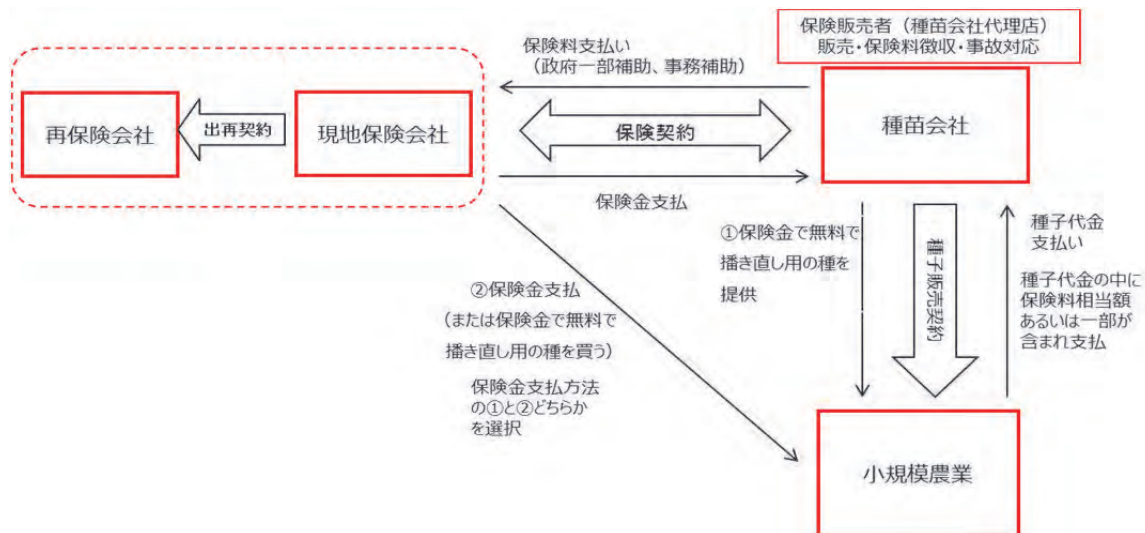 保険販売者（種苗会社代理店）
販売・保険料徴収・事故対応
保険料支払い
（政府一部補助、事務補助）
再保険会社
出再契約
現地保険会社
保険契約
種苗会社
保険金支払
①保険金で無料で
播き直し用の種を
提供
種子販売契約
種子代金
支払い
種子代金の中に
保険料相当額
あるいは一部が
含まれ支払
②保険金支払
（または保険金で無料で
播き直し用の種を買う）
保険金支払方法
の①と②どちらか
を選択
小規模農業